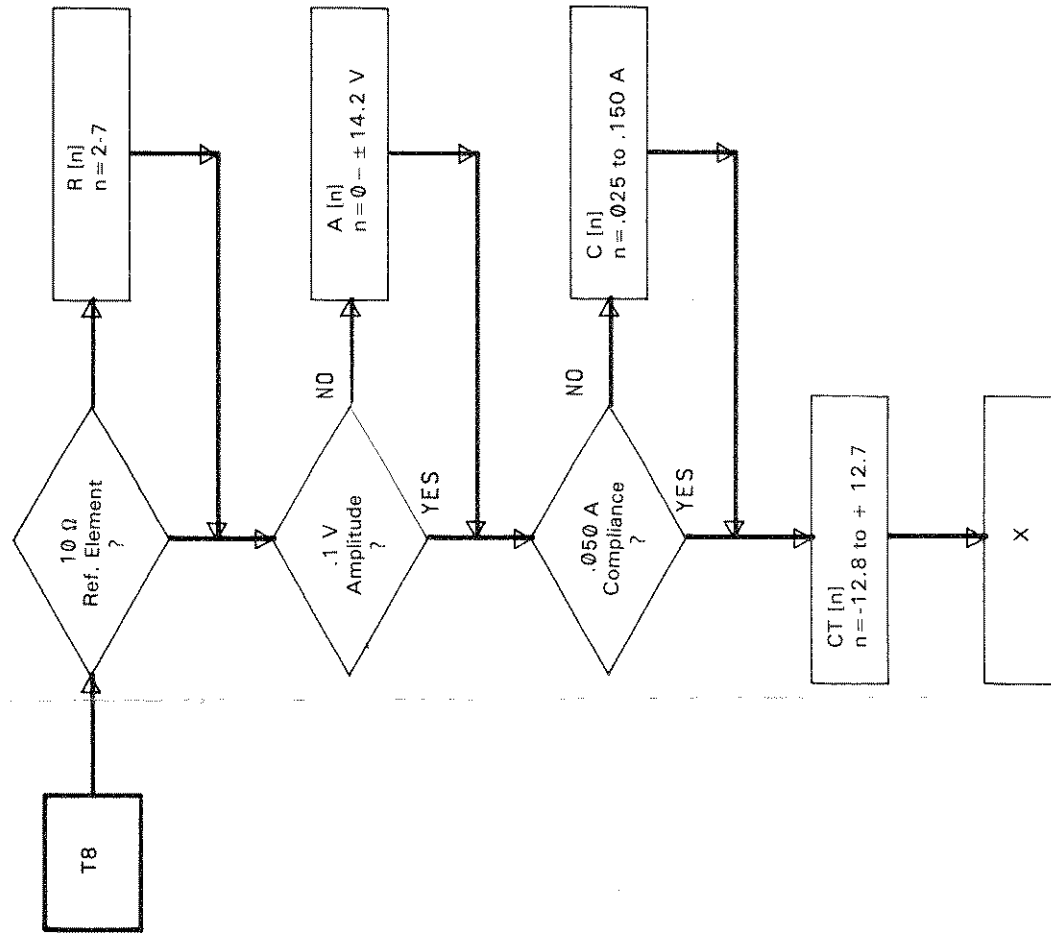 T8
10 Ω
Ref. Element
?
R [n]
n=2-7
.1 V
Amplitude
?
NO
A [n]
n=0 – ± 14.2 V
YES
.050 A
Compliance
?
NO
C [n]
n=.025 to .150 A
YES
CT [n]
n=-12.8 to + 12.7
X